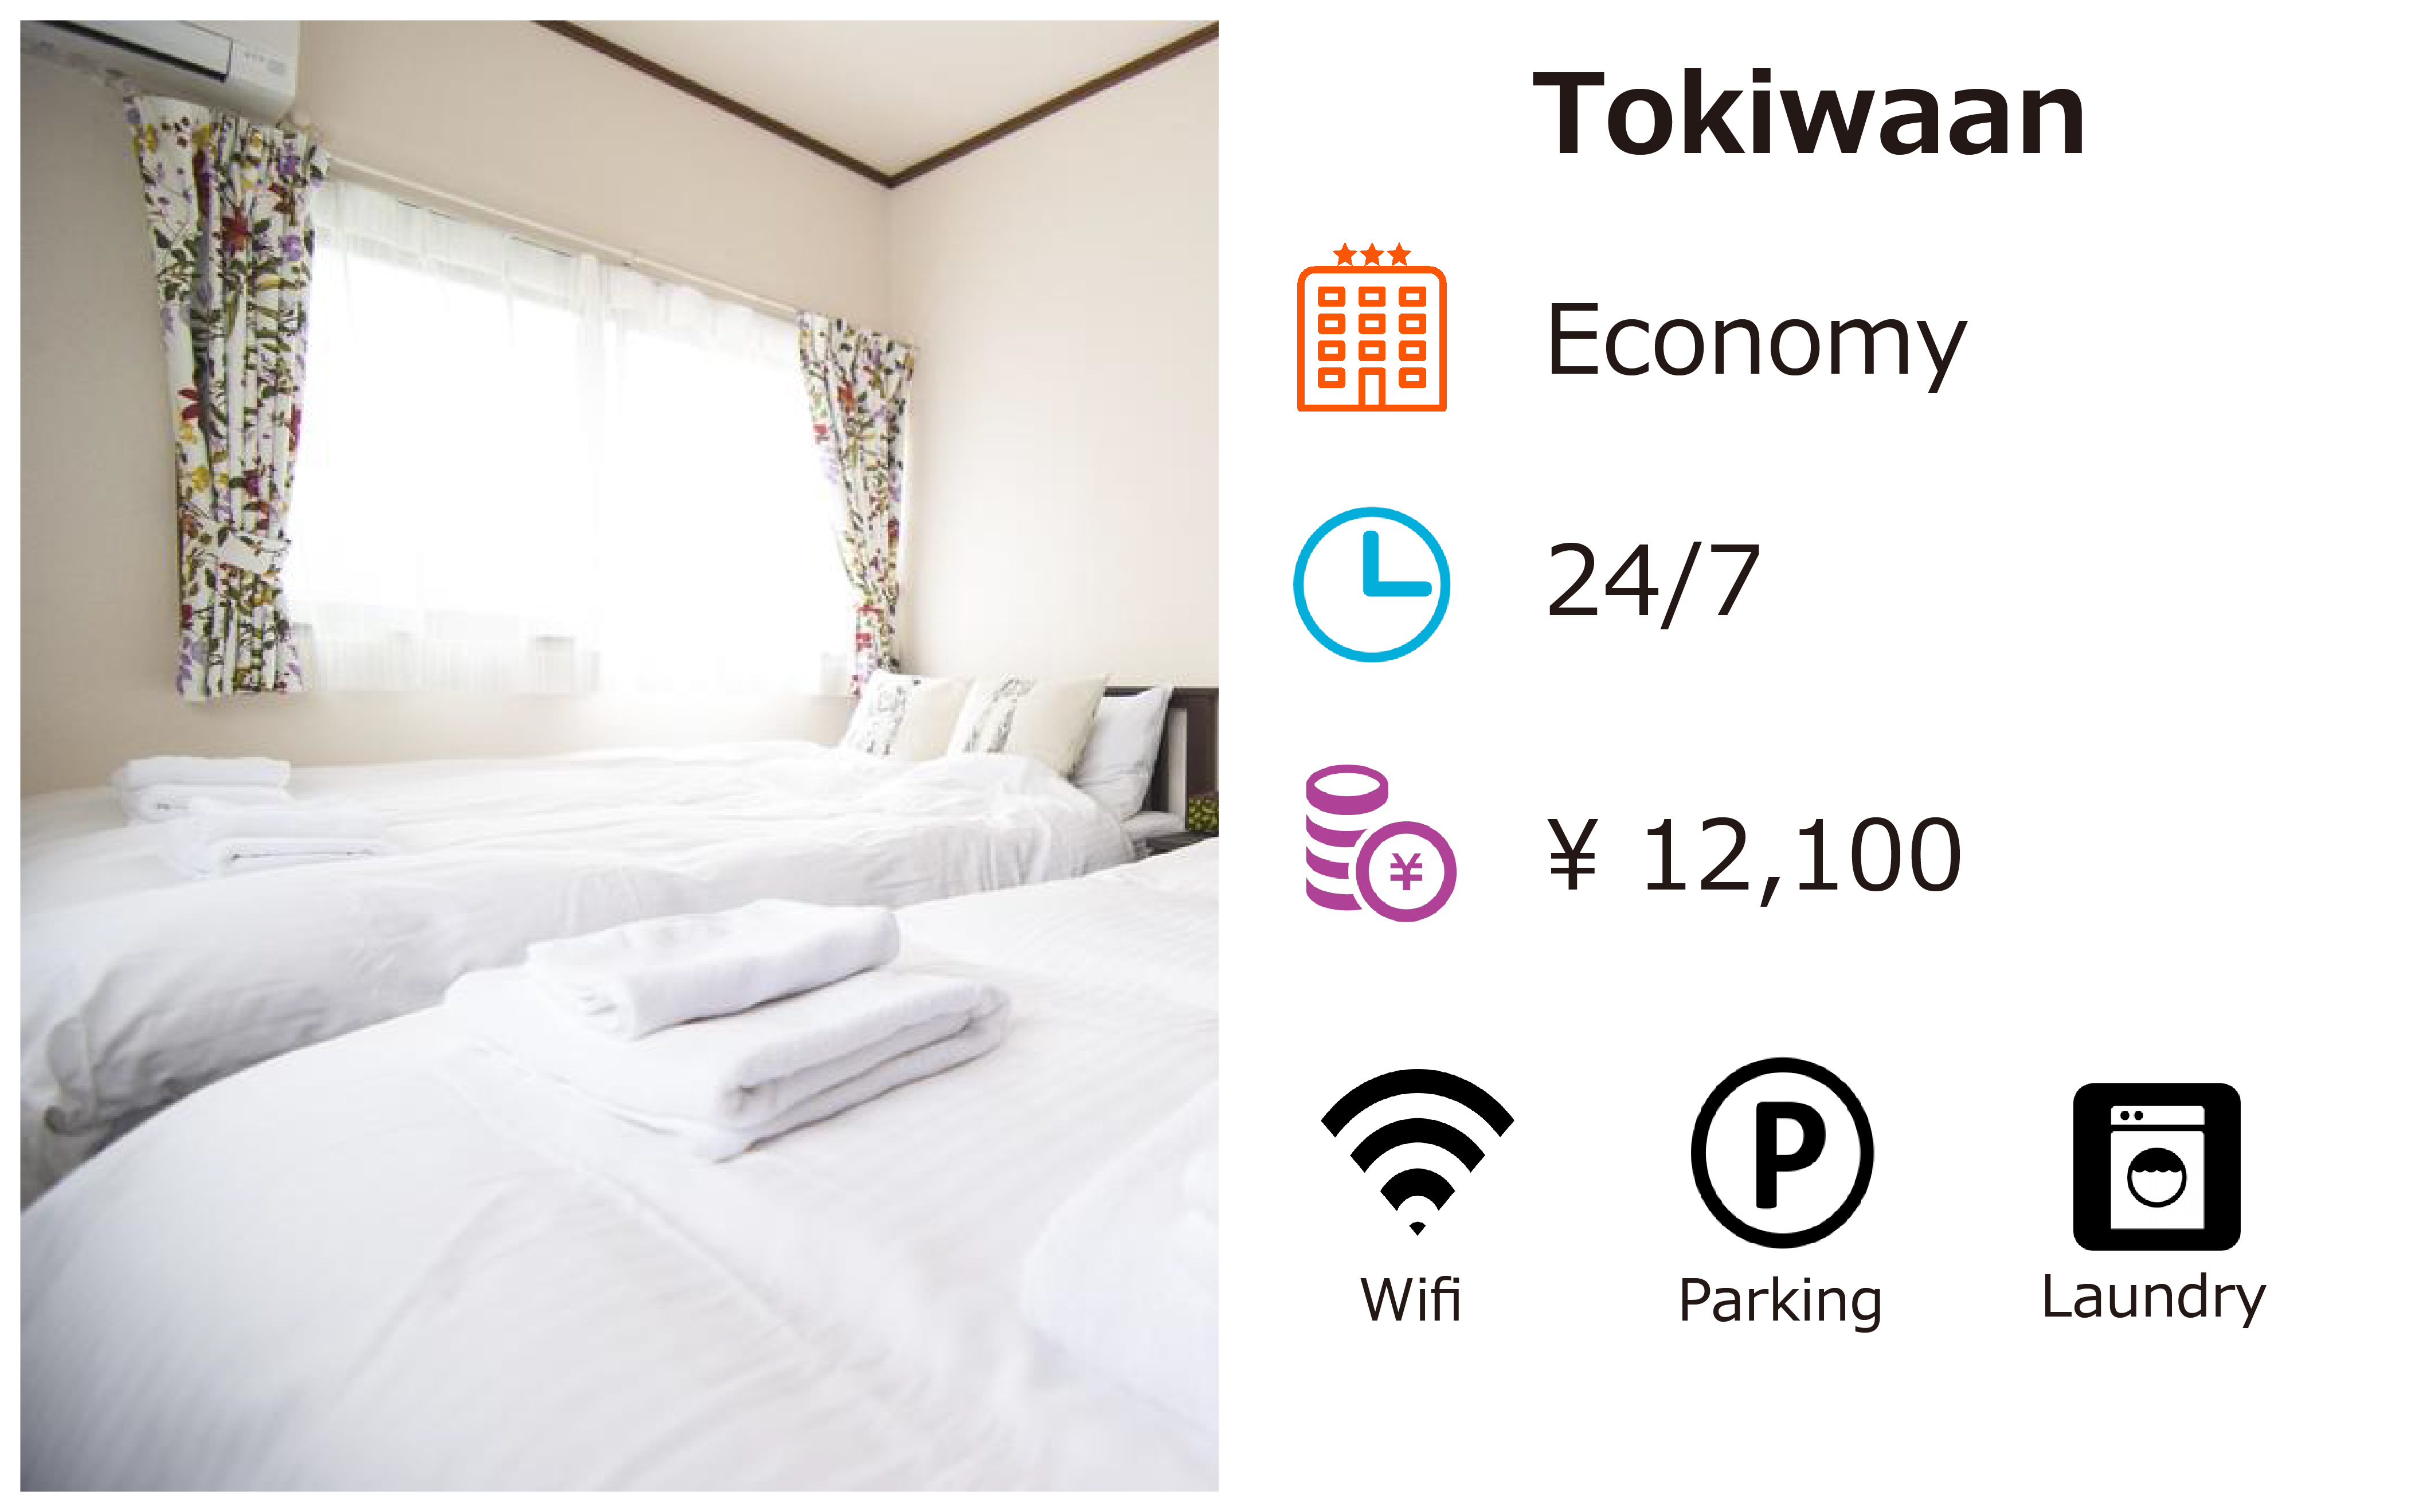 Tokiwaan
Economy
24/7
¥ 12,100
¥
P
Wifi
Parking
Laundry